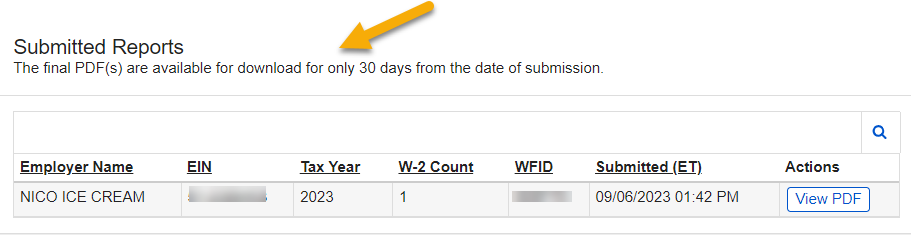 Submitted Reports
The final PDF(s) are available for download for only 30 days from the date of submission.
Employer Name EIN Tax Year W-2 Count WFID Submitted (ET) Actions
NICO ICE CREAM 2023 1 09/06/2023 01:42 PM View PDF